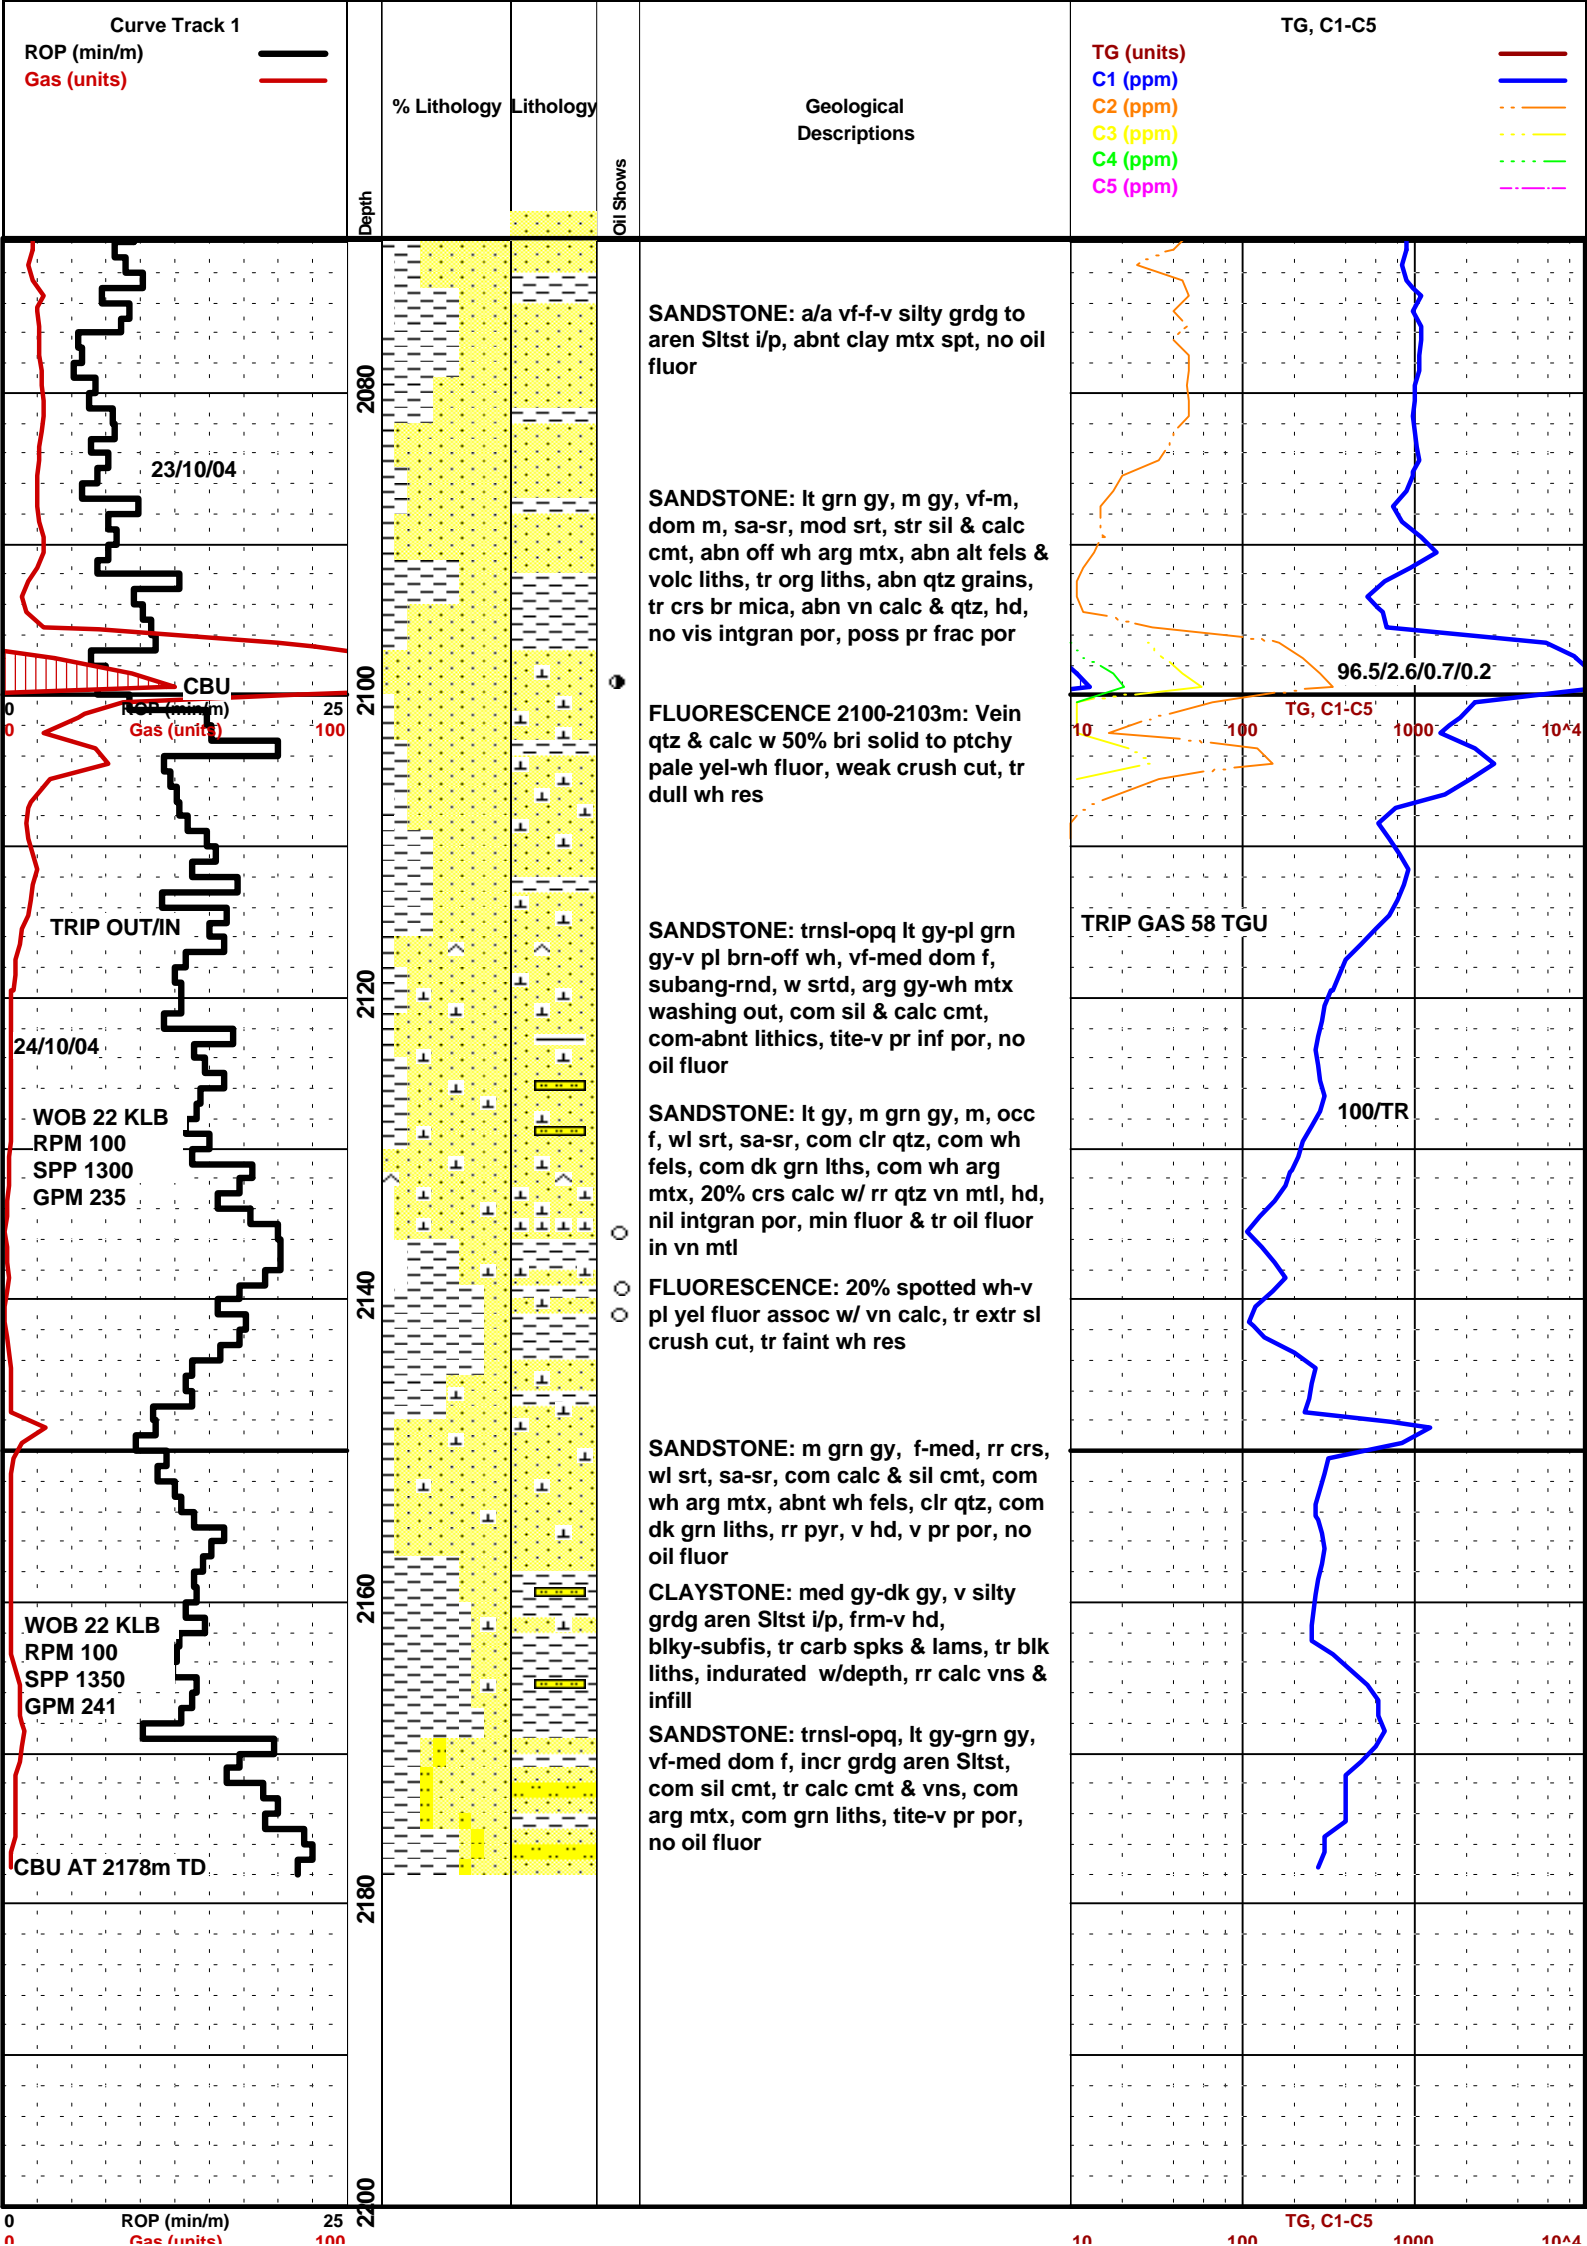 Curve Track 1
ROP (min/m)
Gas (units)
Depth
% Lithology
Lithology
Oil Shows
Geological
Descriptions
TG, C1-C5
TG (units)
C1 (ppm)
C2 (ppm)
C3 (ppm)
C4 (ppm)
C5 (ppm)
SANDSTONE: a/a vf-f-v silty grdg to
aren Sltst i/p, abnt clay mtx spt, no oil
fluor
2080
23/10/04
SANDSTONE: lt grn gy, m gy, vf-m,
dom m, sa-sr, mod srt, str sil & calc
cmt, abn off wh arg mtx, abn alt fels &
volc liths, tr org liths, abn qtz grains,
tr crs br mica, abn vn calc & qtz, hd,
no vis intgran por, poss pr frac por
96.5/2.6/0.7/0.2
CBU
2100
0 ROP (min/m) 25
0 Gas (units) 100
TG, C1-C5
10 100 1000 10^4
FLUORESCENCE 2100-2103m: Vein
qtz & calc w 50% bri solid to ptchy
pale yel-wh fluor, weak crush cut, tr
dull wh res
TRIP OUT/IN
TRIP GAS 58 TGU
SANDSTONE: trnsl-opq lt gy-pl grn
gy-v pl brn-off wh, vf-med dom f,
subang-rnd, w srtd, arg gy-wh mtx
washing out, com sil & calc cmt,
com-abnt lithics, tite-v pr inf por, no
oil fluor
2120
24/10/04
WOB 22 KLB
RPM 100
SPP 1300
GPM 235
100/TR
SANDSTONE: lt gy, m grn gy, m, occ
f, wl srt, sa-sr, com clr qtz, com wh
fels, com dk grn lths, com wh arg
mtx, 20% crs calc w/ rr qtz vn mtl, hd,
nil intgran por, min fluor & tr oil fluor
in vn mtl
2140
FLUORESCENCE: 20% spotted wh-v
pl yel fluor assoc w/ vn calc, tr extr sl
crush cut, tr faint wh res
SANDSTONE: m grn gy,  f-med, rr crs,
wl srt, sa-sr, com calc & sil cmt, com
wh arg mtx, abnt wh fels, clr qtz, com
dk grn liths, rr pyr, v hd, v pr por, no
oil fluor
2160
CLAYSTONE: med gy-dk gy, v silty
grdg aren Sltst i/p, frm-v hd,
blky-subfis, tr carb spks & lams, tr blk
liths, indurated  w/depth, rr calc vns &
infill
WOB 22 KLB
RPM 100
SPP 1350
GPM 241
SANDSTONE: trnsl-opq, lt gy-grn gy,
vf-med dom f, incr grdg aren Sltst,
com sil cmt, tr calc cmt & vns, com
arg mtx, com grn liths, tite-v pr por,
no oil fluor
CBU AT 2178m TD
2180
2200
0 ROP (min/m) 25
0 Gas (units) 100
TG, C1-C5
10 100 1000 10^4